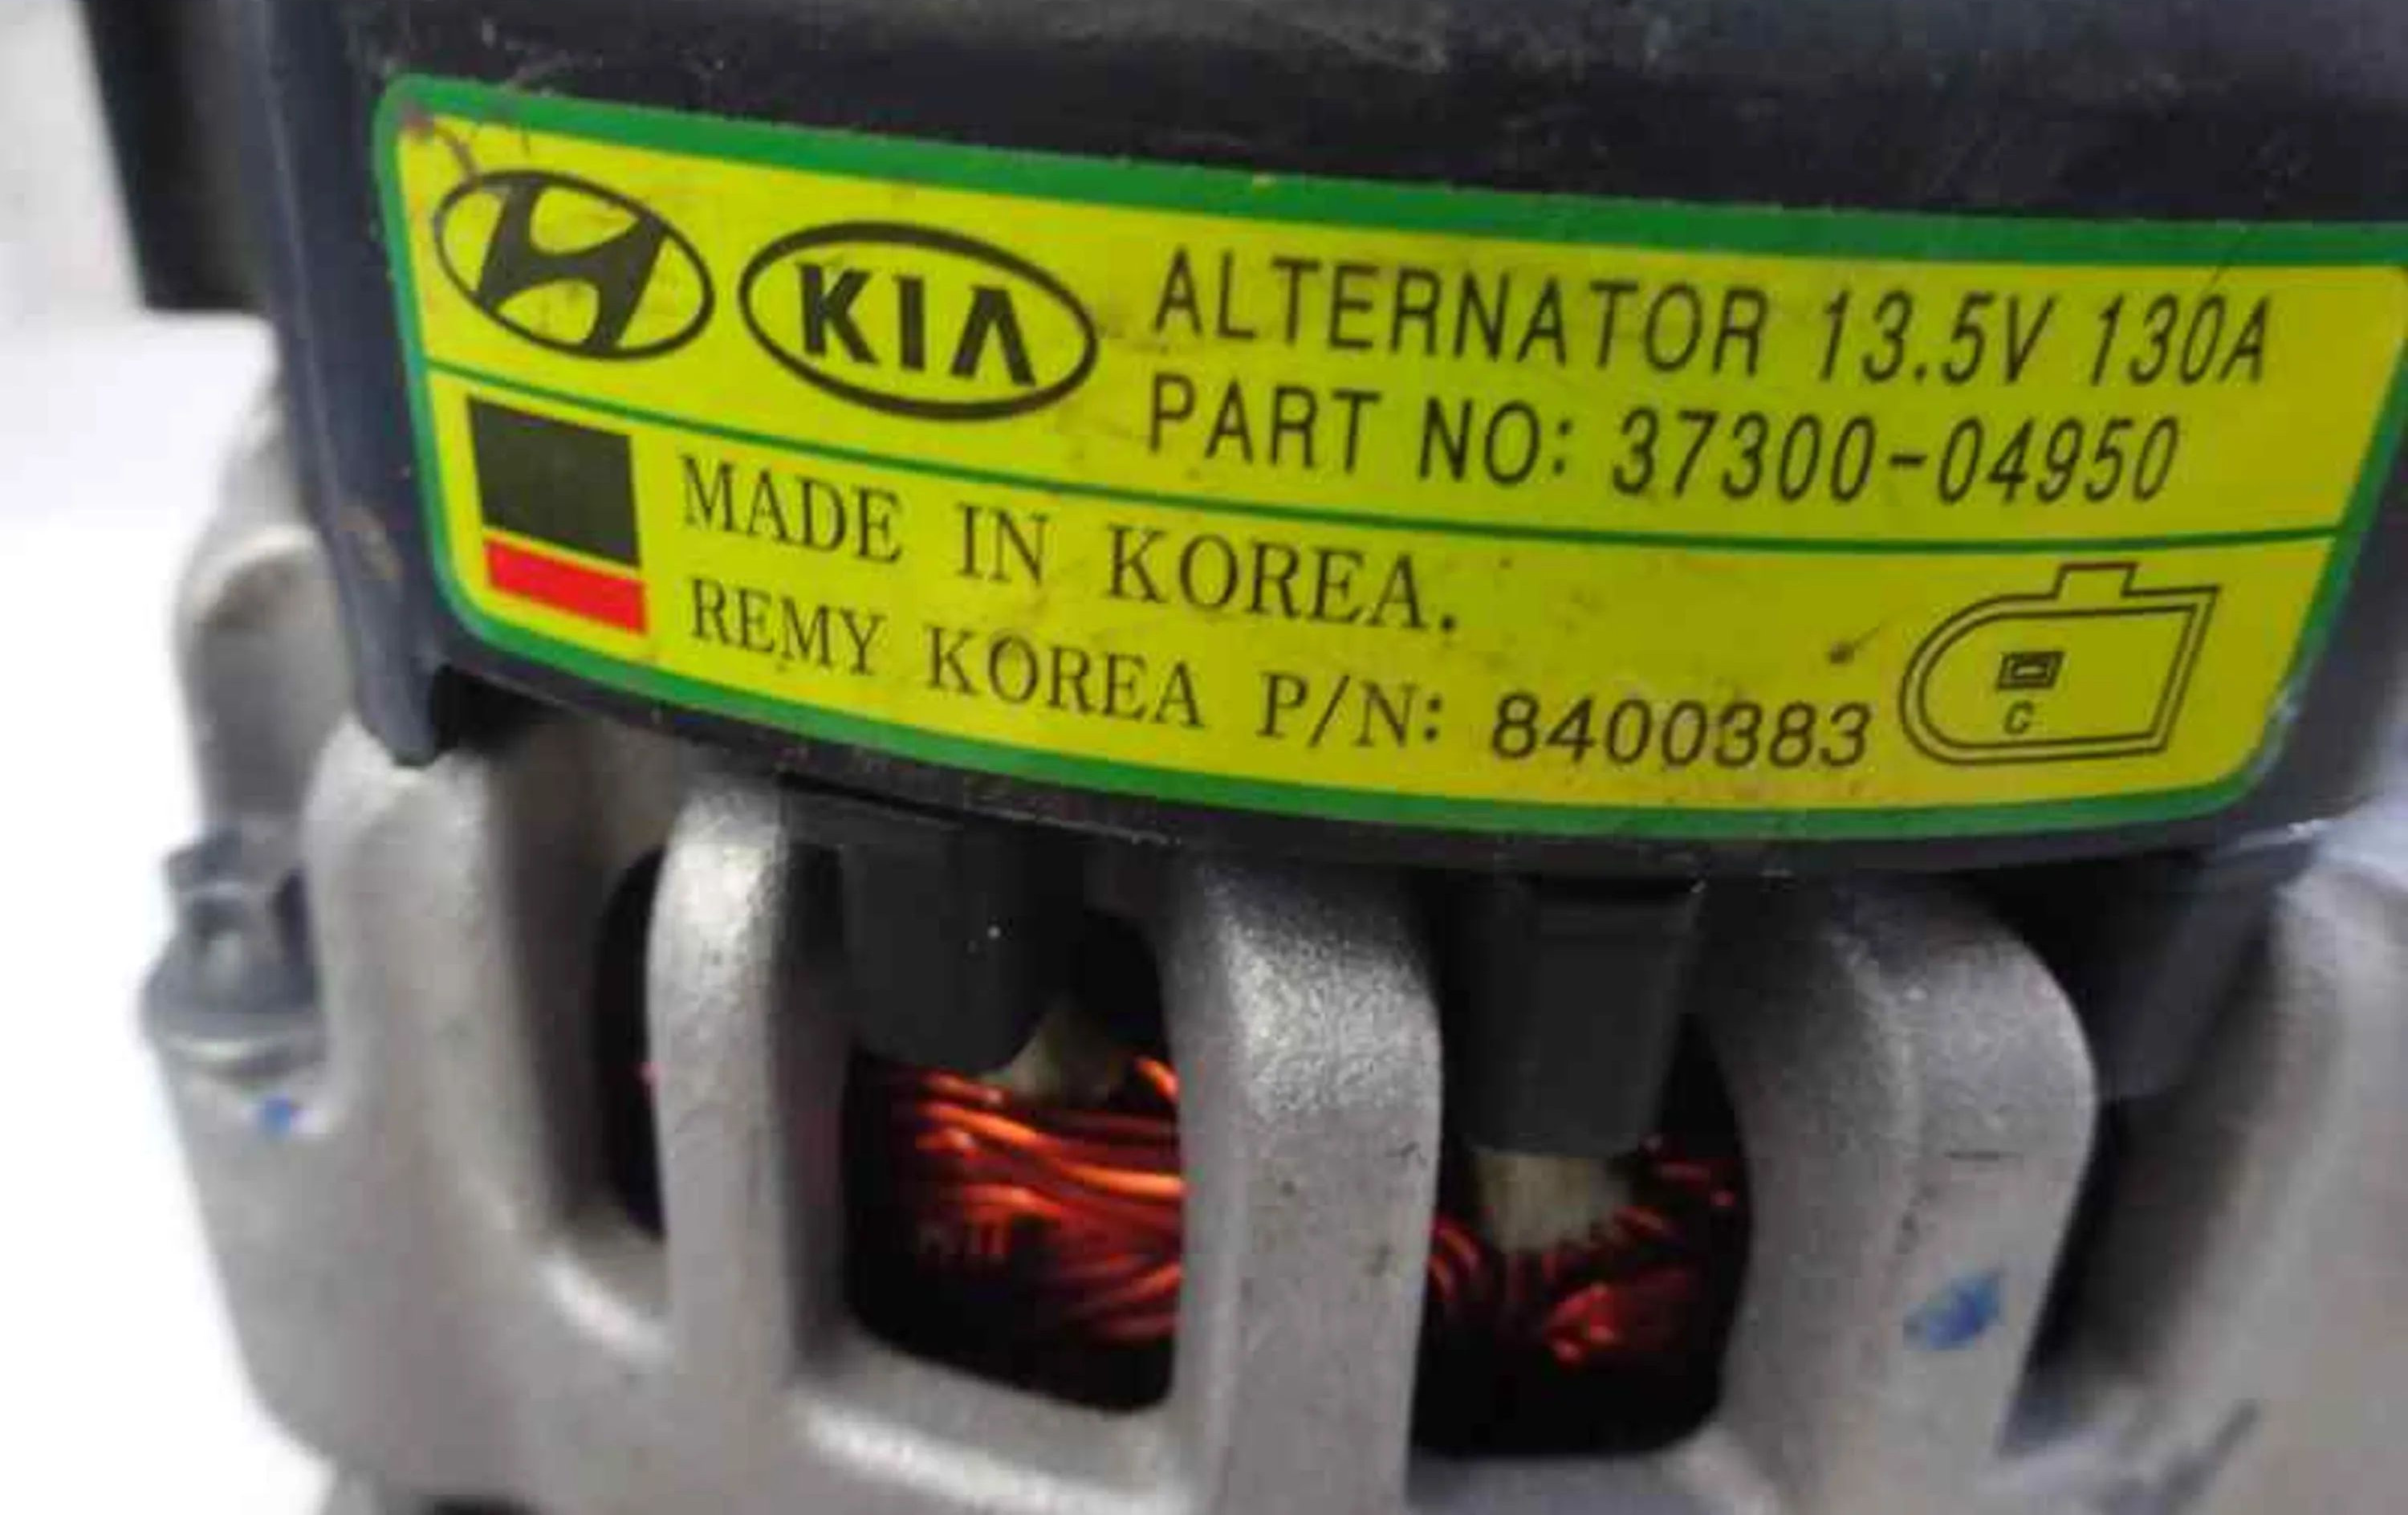 KIA ALTERNATOR 13.5V 130A
PART NO: 37300-04950
MADE IN KOREA.
REMY KOREA P/N: 8400383
C